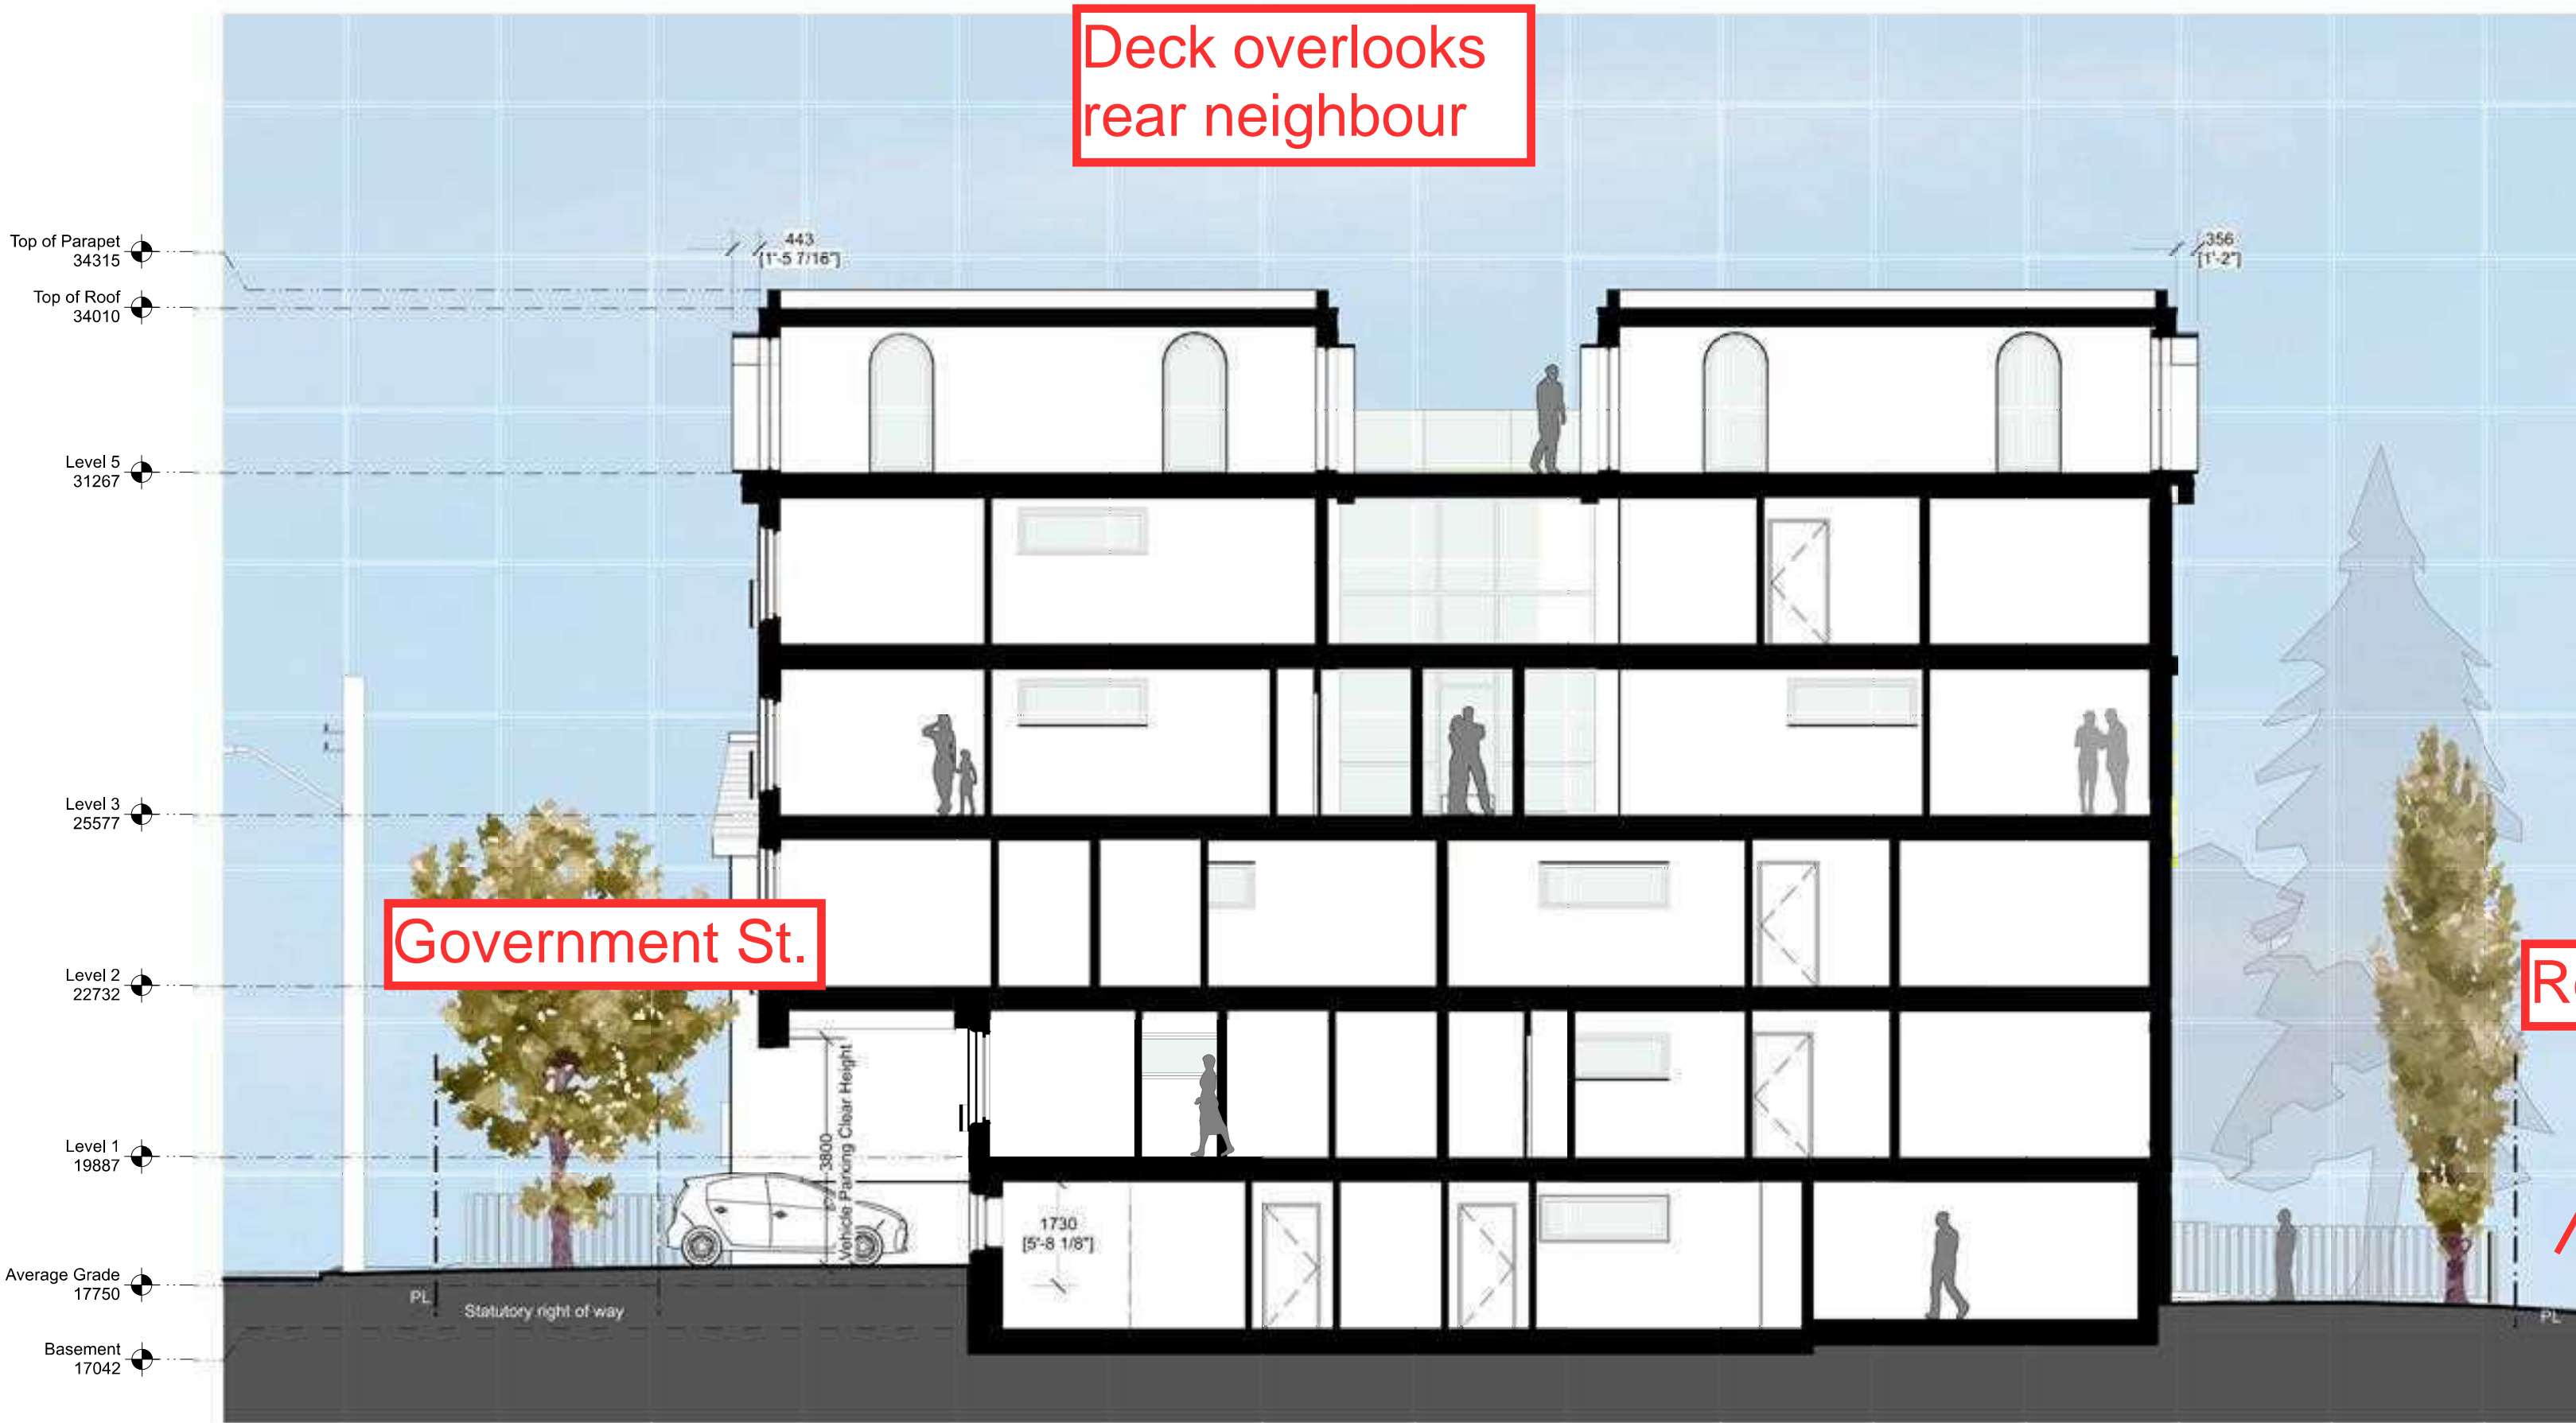 Deck overlooks
rear neighbour
Top of Parapet
34315
443
[1'-5 7/16"]
356
[1'-2"]
Top of Roof
34010
Level 5
31267
Level 3
25577
Government St.
Level 2
22732
Level 1
19887
3800
Vehicle Parking Clear Height
1730
[5'-8 1/8"]
Average Grade
17750
PL
Statutory right of way
PL
Basement
17042